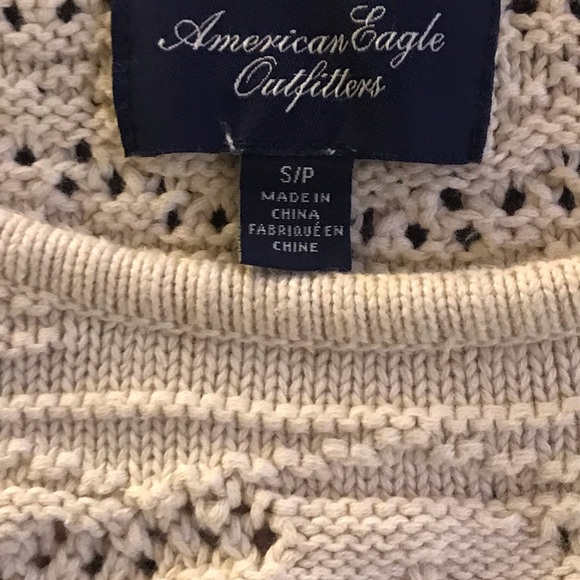 American Eagle
Outfitters
S/P
MADE IN
CHINA
FABRIQUÉ EN
CHINE